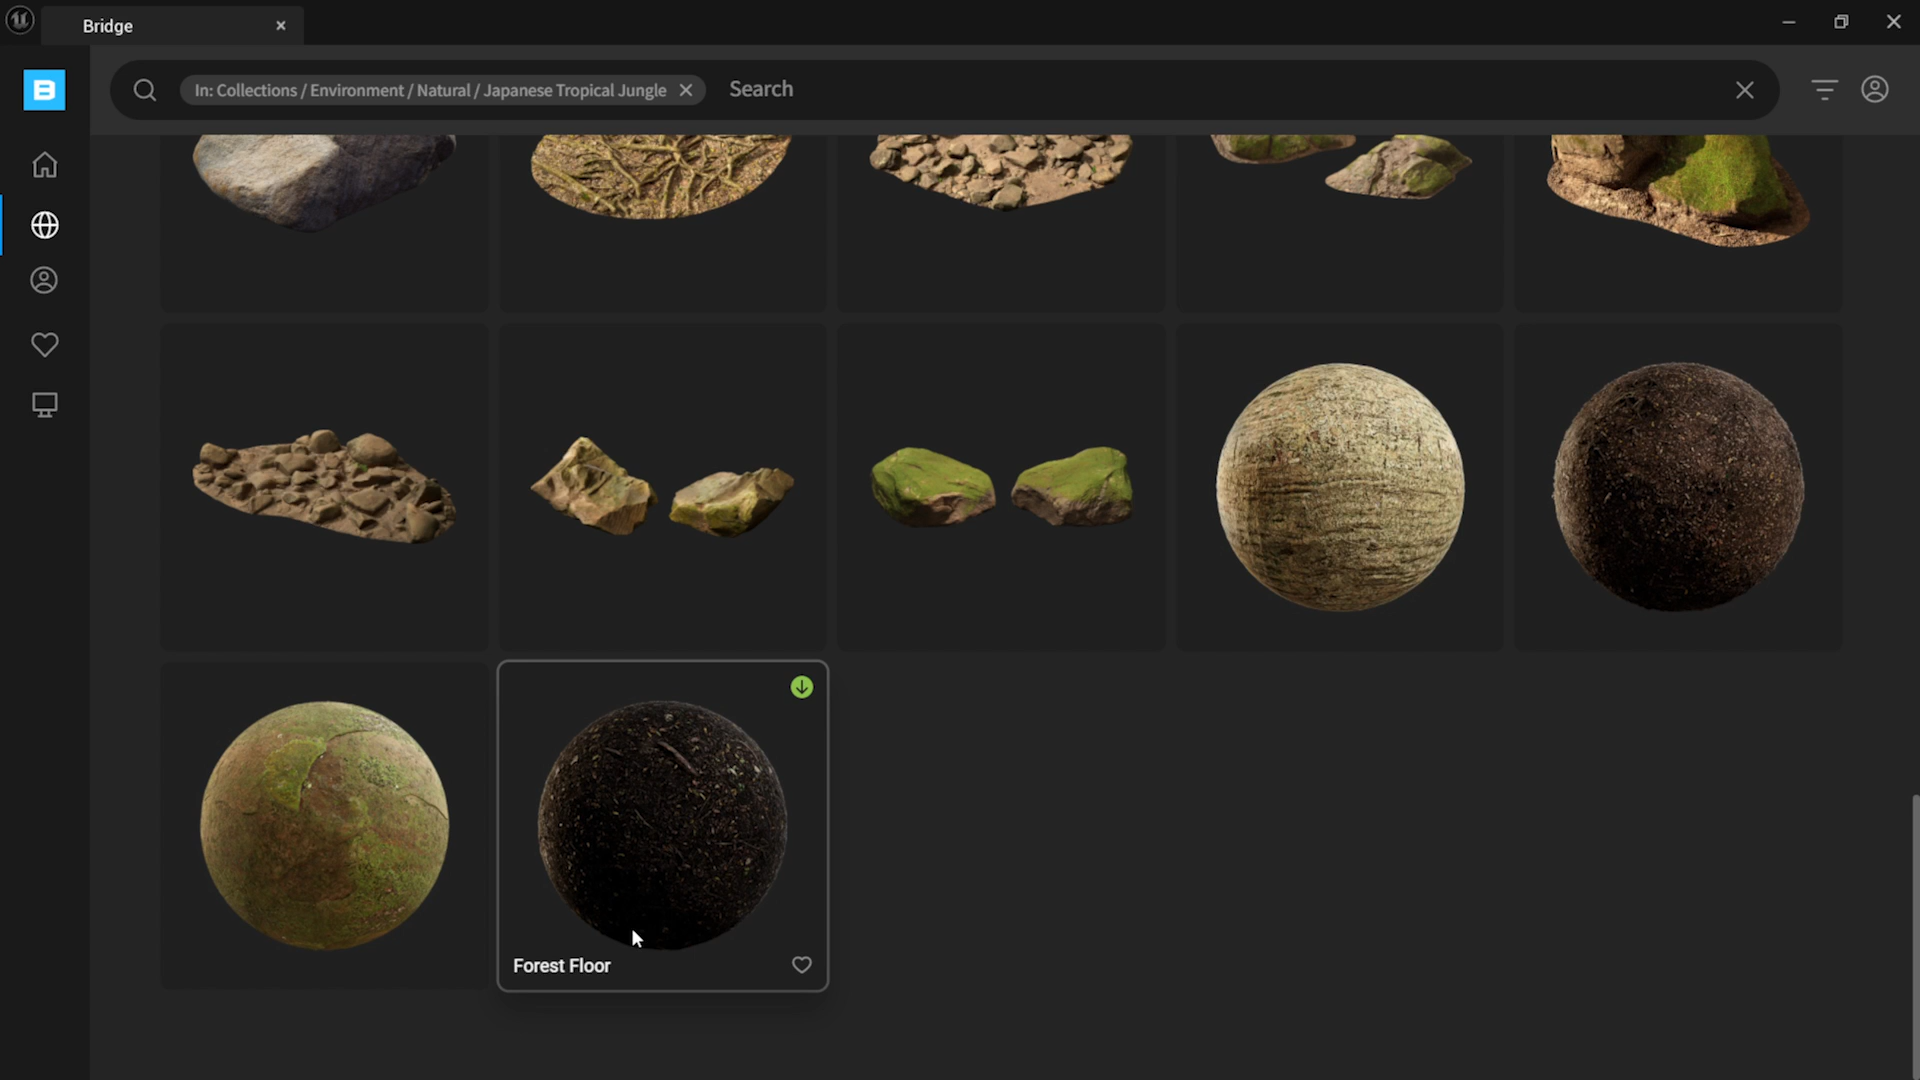 Bridge
In: Collections / Environment / Natural / Japanese Tropical Jungle
Search
Forest Floor